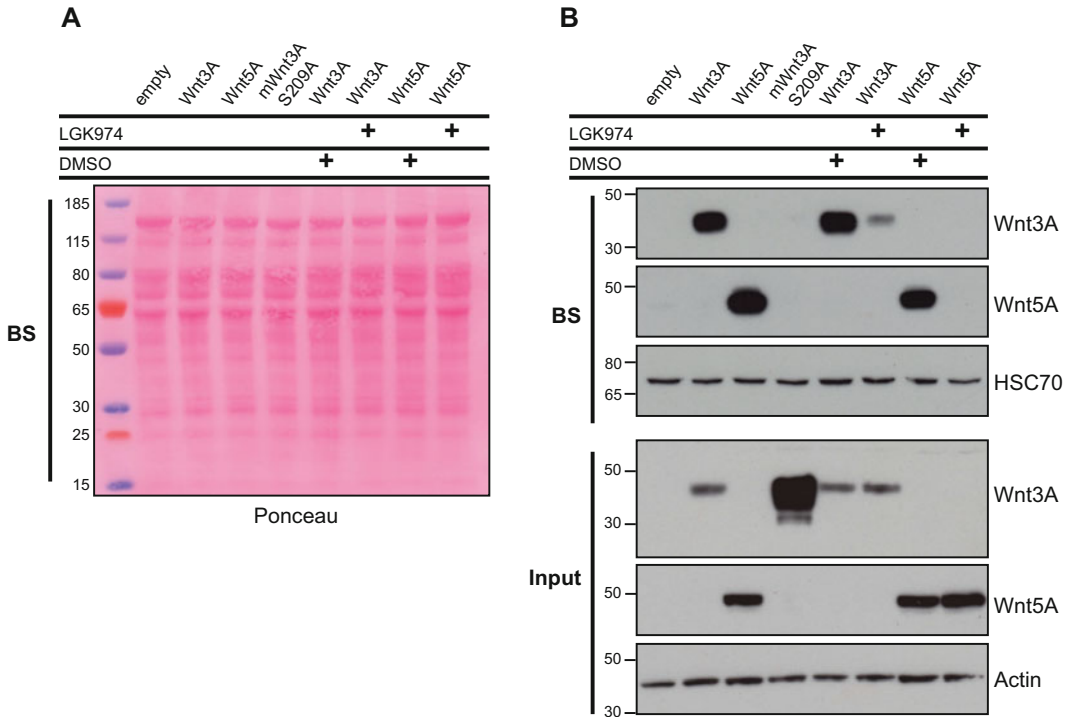 A
empty
Wnt3A
Wnt5A
mWnt3A
S209A
Wnt3A
Wnt3A
Wnt5A
Wnt5A
LGK974 + +
DMSO + +
185
115
80
65
50
30
25
15
BS
Ponceau
B
empty
Wnt3A
Wnt5A
mWnt3A
S209A
Wnt3A
Wnt3A
Wnt5A
Wnt5A
LGK974 + +
DMSO + +
BS
50
30
Wnt3A
50
Wnt5A
80
65
HSC70
Input
50
30
Wnt3A
50
Wnt5A
50
30
Actin